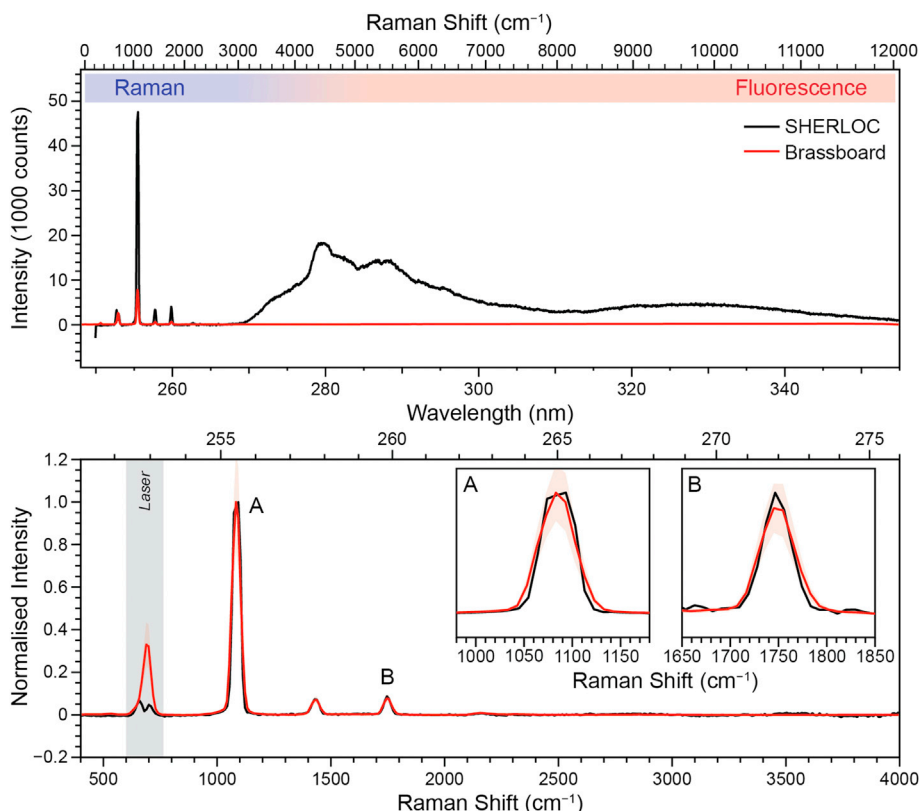 Raman Shift (cm⁻¹)
0 1000 2000 3000 4000 5000 6000 7000 8000 9000 10000 11000 12000
Raman Fluorescence
SHERLOC
Brassboard
Intensity (1000 counts)
50
40
30
20
10
0
−10
260 280 300 320 340
Wavelength (nm)
255 260 265 270 275
Normalised Intensity
1.2
1.0
0.8
0.6
0.4
0.2
0
−0.2
Laser
A
B
A
1000 1050 1100 1150
B
1650 1700 1750 1800 1850
Raman Shift (cm⁻¹)
500 1000 1500 2000 2500 3000 3500 4000
Raman Shift (cm⁻¹)